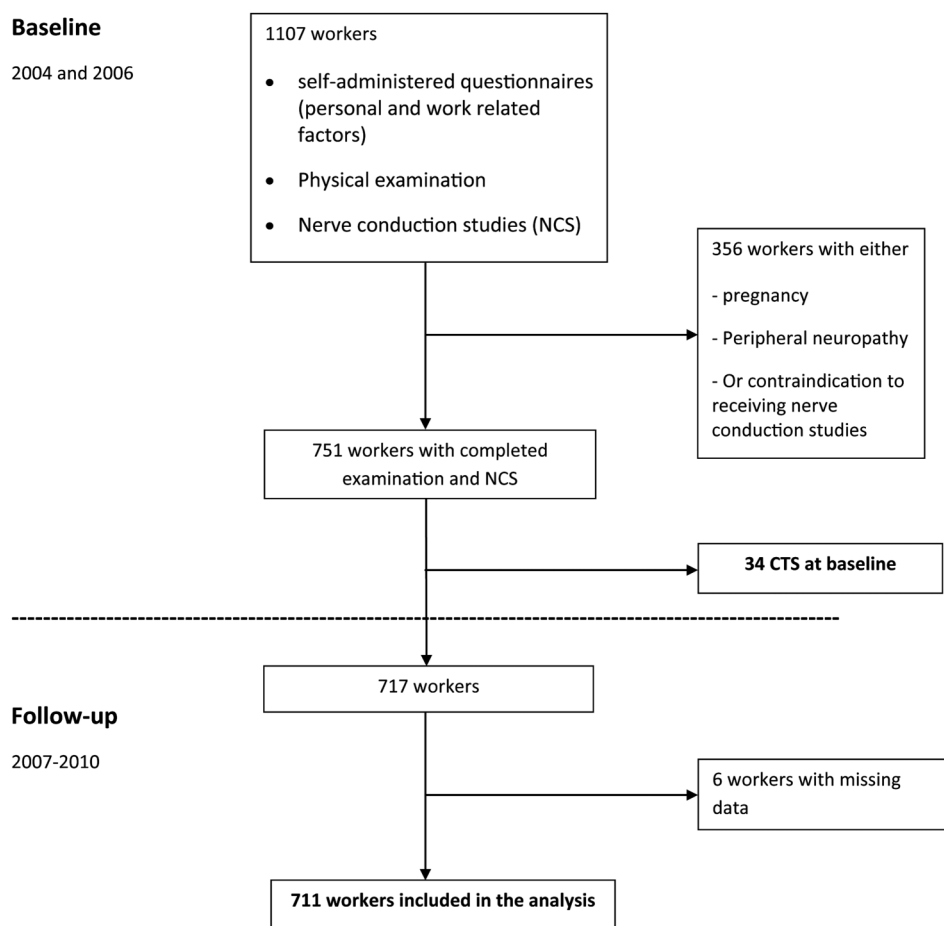 Baseline
2004 and 2006
1107 workers
• self-administered questionnaires
(personal and work related
factors)
• Physical examination
• Nerve conduction studies (NCS)
356 workers with either
- pregnancy
- Peripheral neuropathy
- Or contraindication to
receiving nerve
conduction studies
751 workers with completed
examination and NCS
34 CTS at baseline
717 workers
Follow-up
2007-2010
6 workers with missing
data
711 workers included in the analysis